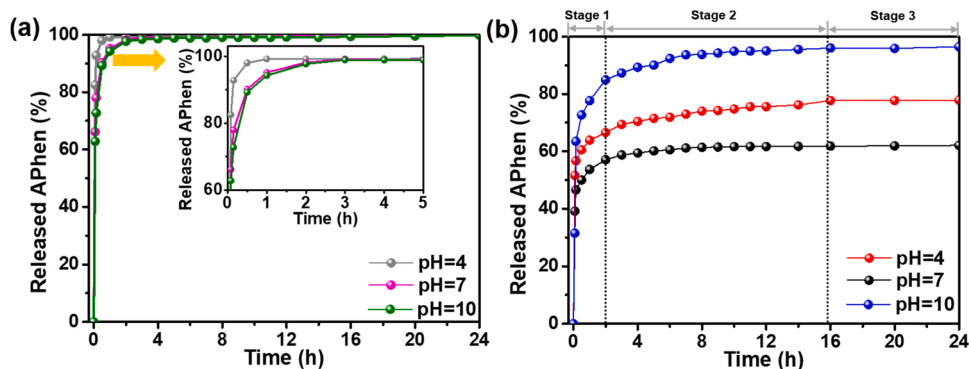 (a)
100
80
60
40
20
0
Released APhen (%)
0 4 8 12 16 20 24
Time (h)
100
90
80
70
60
Released APhen (%)
0 1 2 3 4 5
Time (h)
pH=4
pH=7
pH=10
(b)
Stage 1 Stage 2 Stage 3
100
80
60
40
20
0
Released APhen (%)
0 4 8 12 16 20 24
Time (h)
pH=4
pH=7
pH=10